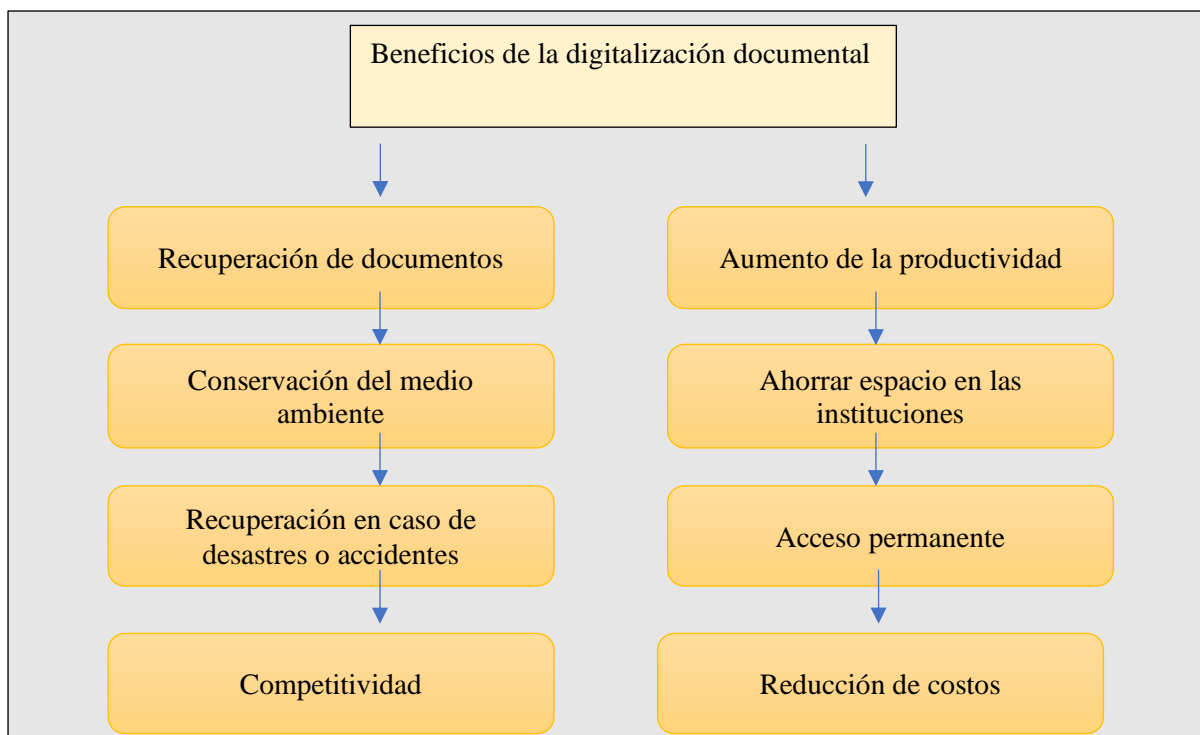 Beneficios de la digitalización documental
Recuperación de documentos
Aumento de la productividad
Conservación del medio
ambiente
Ahorrar espacio en las
instituciones
Recuperación en caso de
desastres o accidentes
Acceso permanente
Competitividad
Reducción de costos